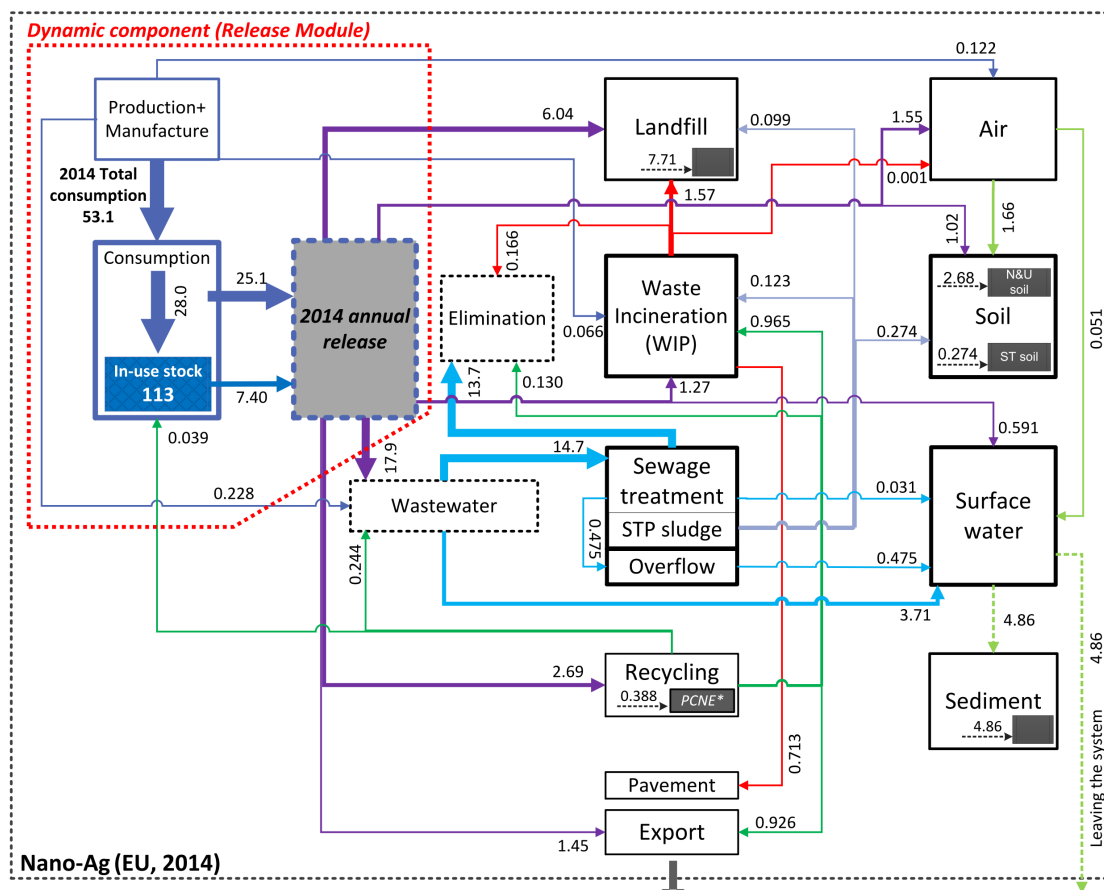 Dynamic component (Release Module)
0.122
Production+
Manufacture
6.04
Landfill
7.71
0.099
1.55
Air
0.001
2014 Total
consumption
53.1
1.57
1.02
1.66
Consumption
28.0
25.1
2014 annual
release
0.166
Elimination
0.066
Waste
Incineration
(WIP)
0.123
0.965
0.274
2.68
N&U
soil
Soil
0.274
ST soil
0.051
In-use stock
113
7.40
13.7
0.130
1.27
0.591
0.039
17.9
14.7
Sewage
treatment
STP sludge
Overflow
0.031
Surface
water
0.228
Wastewater
0.475
0.475
0.244
3.71
4.86
4.86
2.69
Recycling
0.388
PCNE*
Sediment
4.86
0.713
Pavement
Export
0.926
1.45
Leaving the system
Nano-Ag (EU, 2014)